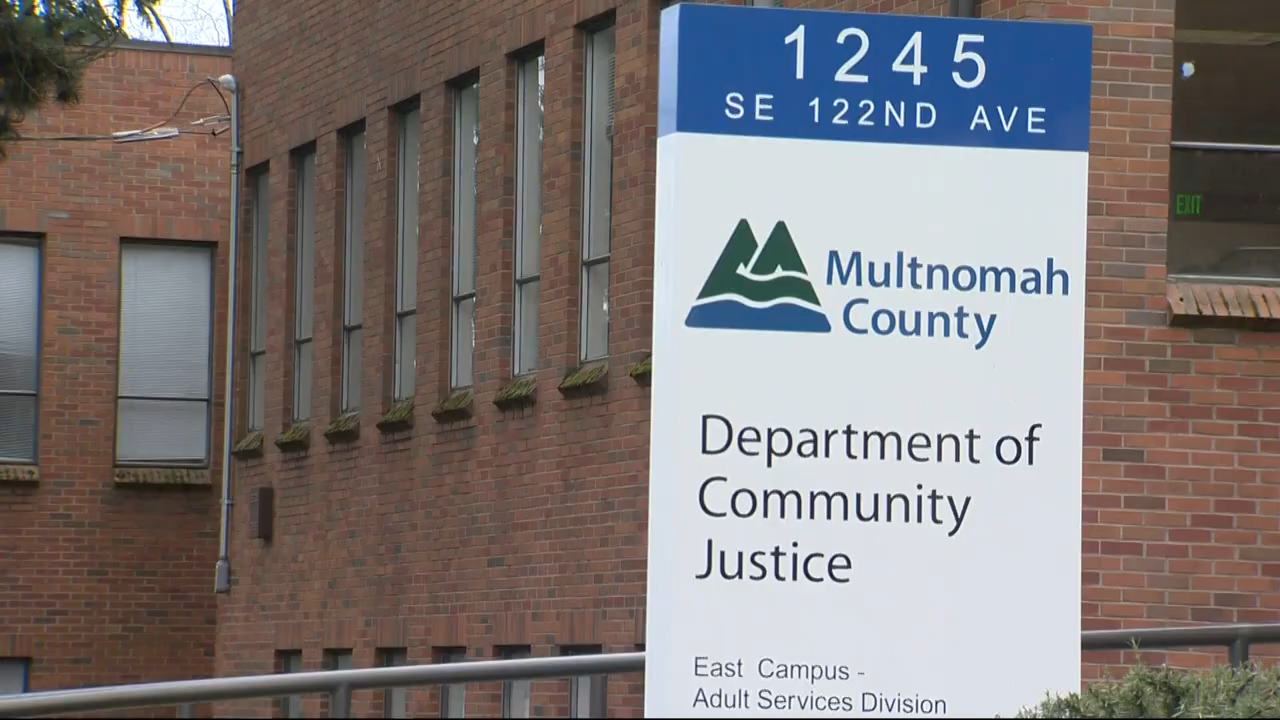 1245
SE 122ND AVE
Multnomah
County
Department of
Community
Justice
East Campus -
Adult Services Division
EXIT